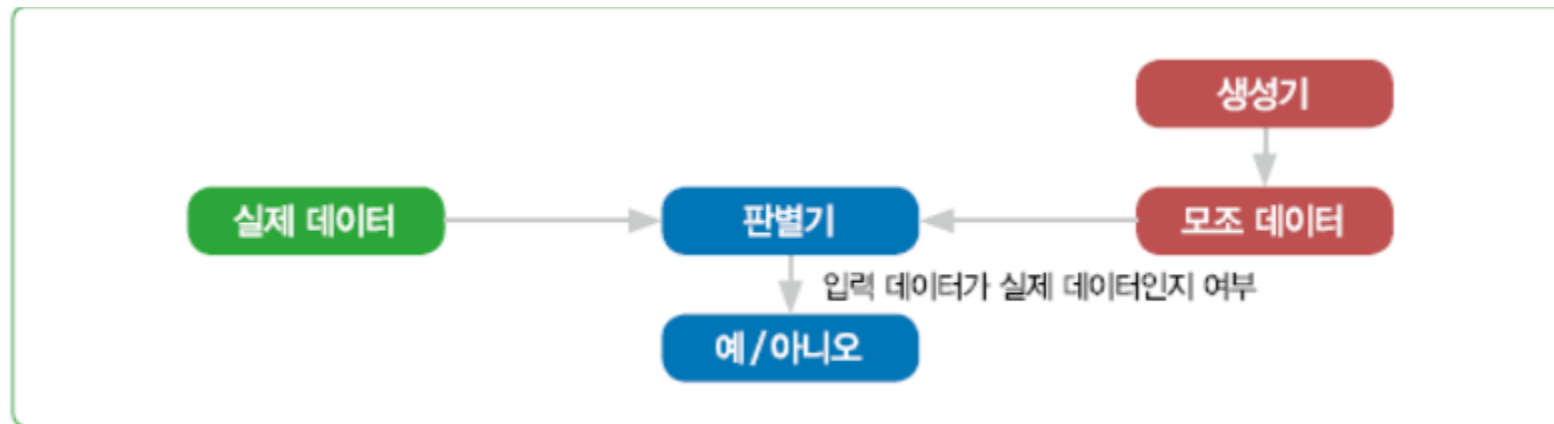 생성기
실제 데이터
판별기
모조 데이터
입력 데이터가 실제 데이터인지 여부
예/아니오